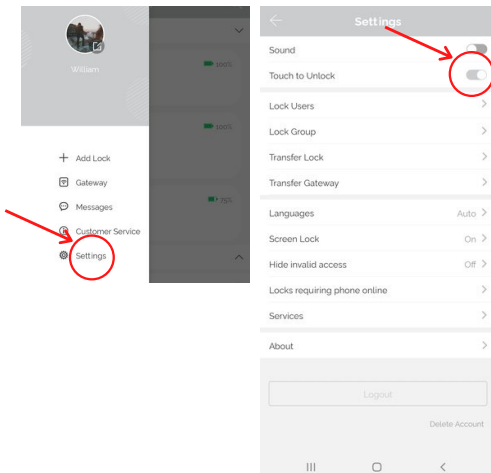 William
100%
100%
75%
Add Lock
Gateway
Messages
Customer Service
Settings
Settings
Sound
Touch to Unlock
Lock Users
Lock Group
Transfer Lock
Transfer Gateway
Languages Auto
Screen Lock On
Hide invalid access Off
Locks requiring phone online
Services
About
Logout
Delete Account